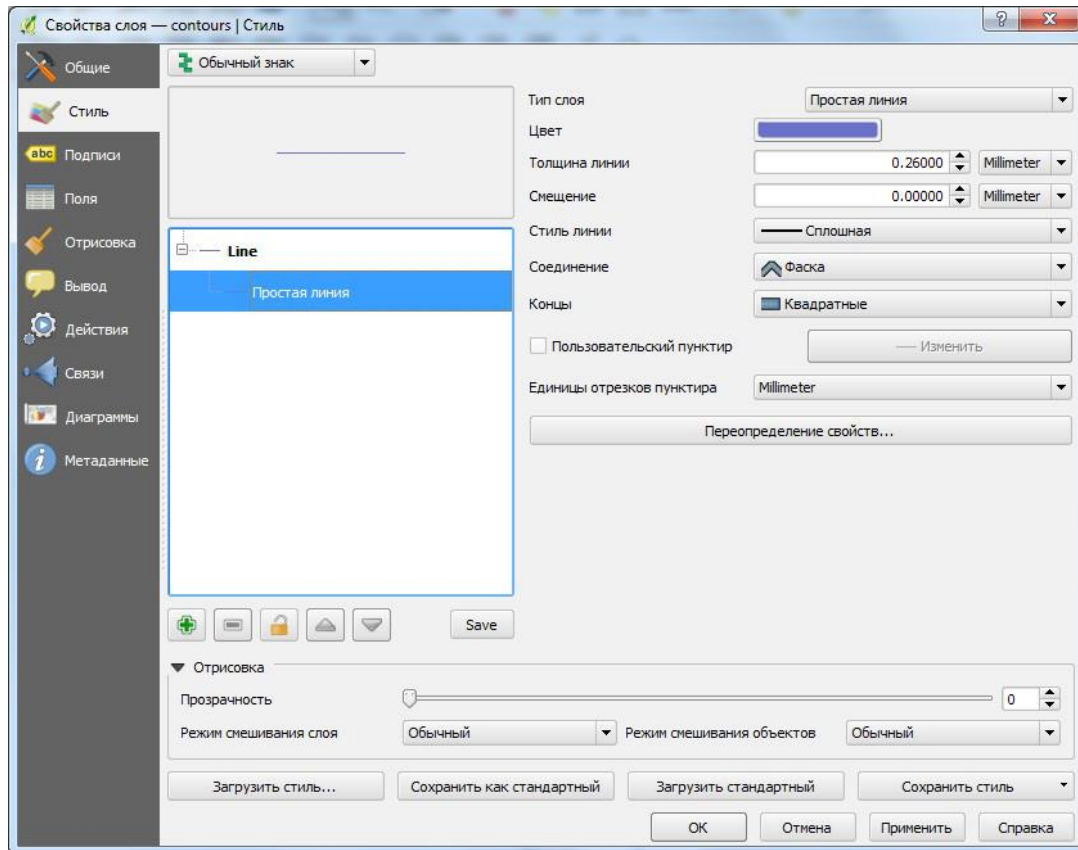 Свойства слоя — contours | Стиль
Общие
Стиль
abc Подписи
Поля
Отрисовка
Вывод
Действия
Связи
Диаграммы
Метаданные
Обычный знак
Line
Простая линия
Save
Тип слоя Простая линия
Цвет
Толщина линии 0.26000 Millimeter
Смещение 0.00000 Millimeter
Стиль линии Сплошная
Соединение Фаска
Концы Квадратные
Пользовательский пунктир Изменить
Единицы отрезков пунктира Millimeter
Переопределение свойств...
Отрисовка
Прозрачность 0
Режим смешивания слоя Обычный Режим смешивания объектов Обычный
Загрузить стиль... Сохранить как стандартный Загрузить стандартный Сохранить стиль
OK Отмена Применить Справка